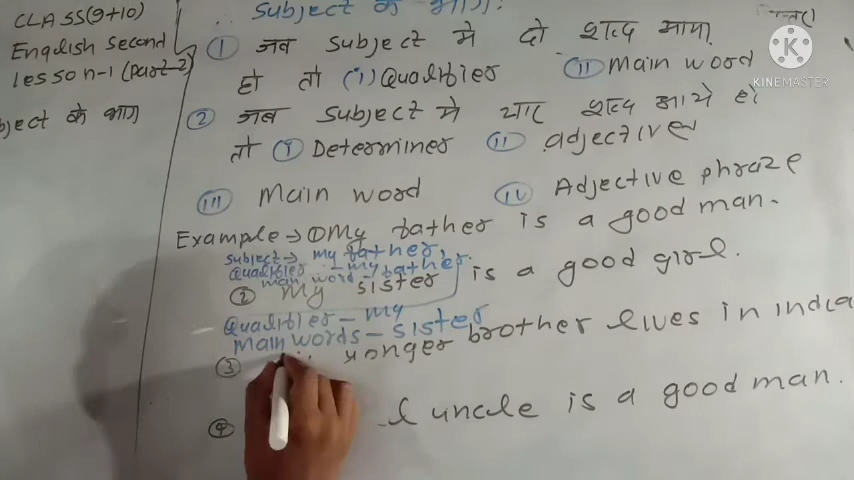 CLASS(9+10)
English Second
lesson-1 (Part-2)
ject के भाग
Subject के भाग:
① जब Subject मे दो शब्द आया
हो तो (i) Qualifier (ii) main word
② जब Subject मे चार शब्द आये हो
तो (i) Determiner (ii) adjective
(iii) Main word (iv) Adjective phraze
Example → ① My father is a good man.
Subject → my father,
Qualifier - my
man word - father
② My sister is a good girl.
Qualifier - my
main words - sister
③ yonger brother lives in india
④ uncle is a good man.
KINEMASTER